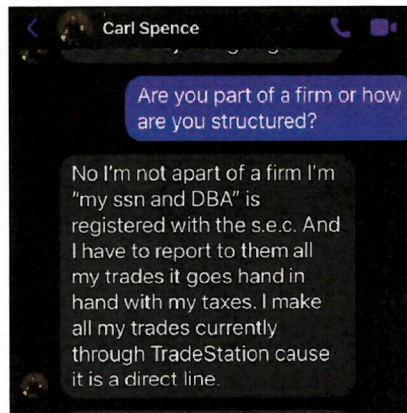 Carl Spence
Are you part of a firm or how
are you structured?
No I'm not apart of a firm I'm
"my ssn and DBA" is
registered with the s.e.c. And
I have to report to them all
my trades it goes hand in
hand with my taxes. I make
all my trades currently
through TradeStation cause
it is a direct line.